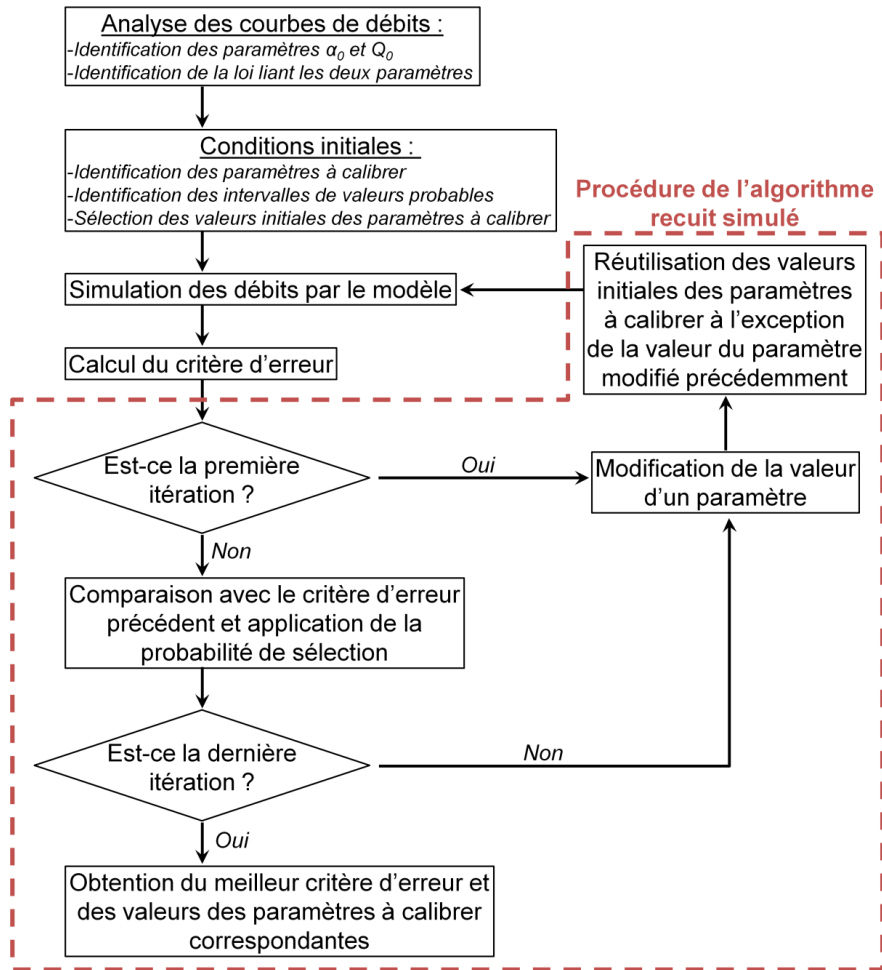 Analyse des courbes de débits :
-Identification des paramètres α₀ et Q₀
-Identification de la loi liant les deux paramètres
Conditions initiales :
-Identification des paramètres à calibrer
-Identification des intervalles de valeurs probables
-Sélection des valeurs initiales des paramètres à calibrer
Procédure de l'algorithme
recuit simulé
Simulation des débits par le modèle
Réutilisation des valeurs
initiales des paramètres
à calibrer à l'exception
de la valeur du paramètre
modifié précédemment
Calcul du critère d'erreur
Est-ce la première
itération ?
Oui
Modification de la valeur
d'un paramètre
Non
Comparaison avec le critère d'erreur
précédent et application de la
probabilité de sélection
Est-ce la dernière
itération ?
Non
Oui
Obtention du meilleur critère d'erreur et
des valeurs des paramètres à calibrer
correspondantes